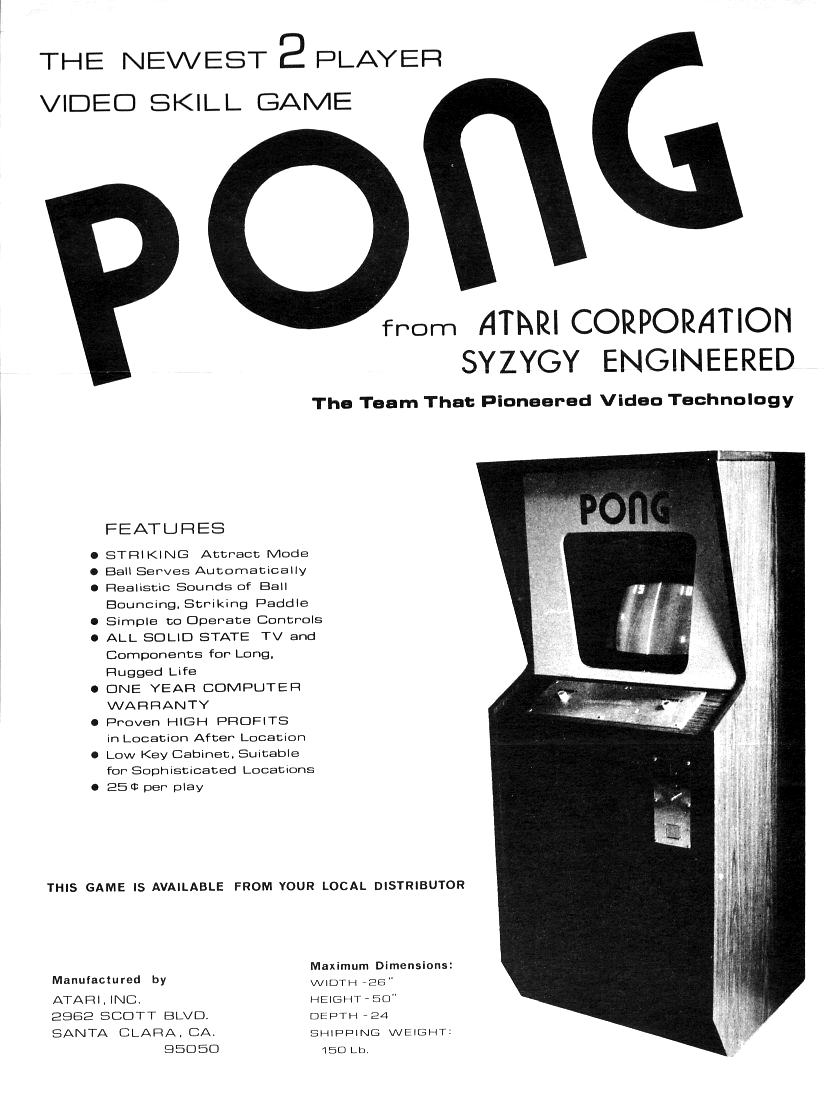 THE NEWEST 2 PLAYER
VIDEO SKILL GAME
PONG
from ATARI CORPORATION
SYZYGY ENGINEERED
The Team That Pioneered Video Technology
PONG
FEATURES
● STRIKING Attract Mode
● Ball Serves Automatically
● Realistic Sounds of Ball
Bouncing, Striking Paddle
● Simple to Operate Controls
● ALL SOLID STATE TV and
Components for Long,
Rugged Life
● ONE YEAR COMPUTER
WARRANTY
● Proven HIGH PROFITS
in Location After Location
● Low Key Cabinet, Suitable
for Sophisticated Locations
● 25¢ per play
THIS GAME IS AVAILABLE FROM YOUR LOCAL DISTRIBUTOR
Manufactured by
ATARI, INC.
2962 SCOTT BLVD.
SANTA CLARA, CA.
95050
Maximum Dimensions:
WIDTH -26"
HEIGHT -50"
DEPTH -24
SHIPPING WEIGHT:
150 Lb.